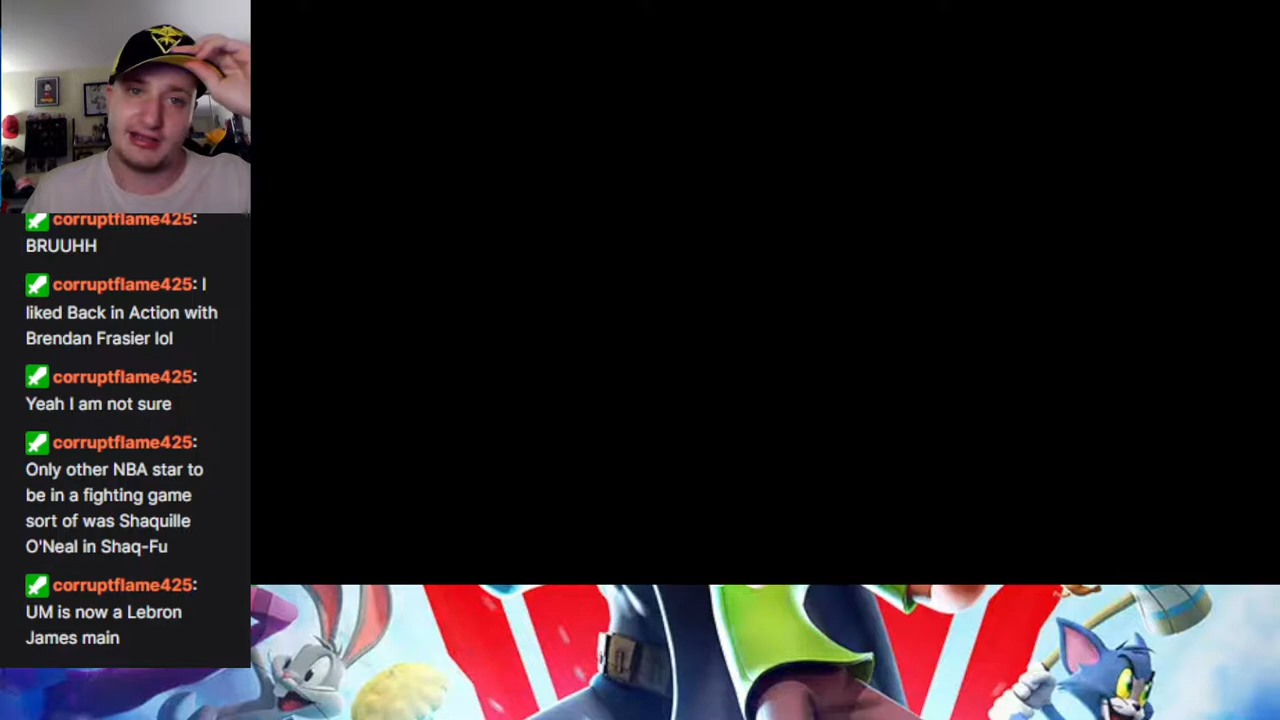 corruptflame425:
BRUUHH
corruptflame425: I
liked Back in Action with
Brendan Frasier lol
corruptflame425:
Yeah I am not sure
corruptflame425:
Only other NBA star to
be in a fighting game
sort of was Shaquille
O'Neal in Shaq-Fu
corruptflame425:
UM is now a Lebron
James main